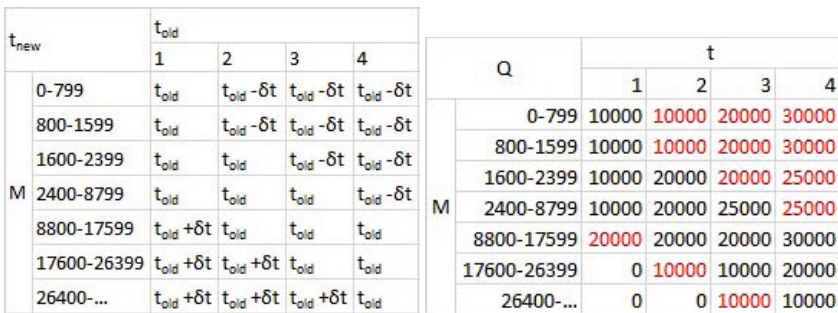 t_new t_old
1 2 3 4
M
0-799 t_old t_old -δt t_old -δt t_old -δt
800-1599 t_old t_old -δt t_old -δt t_old -δt
1600-2399 t_old t_old t_old -δt t_old -δt
2400-8799 t_old t_old t_old t_old -δt
8800-17599 t_old +δt t_old t_old t_old
17600-26399 t_old +δt t_old +δt t_old t_old
26400-... t_old +δt t_old +δt t_old +δt t_old
Q t
1 2 3 4
M
0-799 10000 10000 20000 30000
800-1599 10000 10000 20000 30000
1600-2399 10000 20000 20000 25000
2400-8799 10000 20000 25000 25000
8800-17599 20000 20000 20000 30000
17600-26399 0 10000 10000 20000
26400-... 0 0 10000 10000